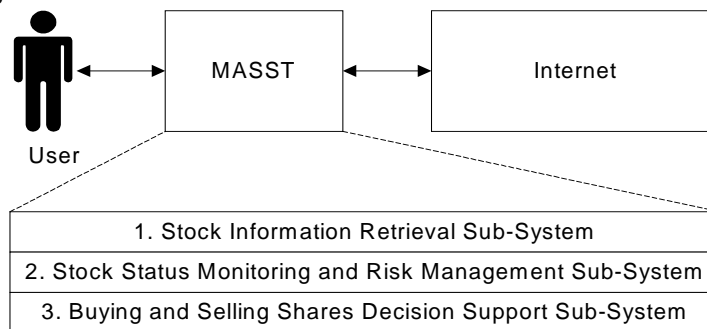 MASST
Internet
User
1. Stock Information Retrieval Sub-System
2. Stock Status Monitoring and Risk Management Sub-System
3. Buying and Selling Shares Decision Support Sub-System